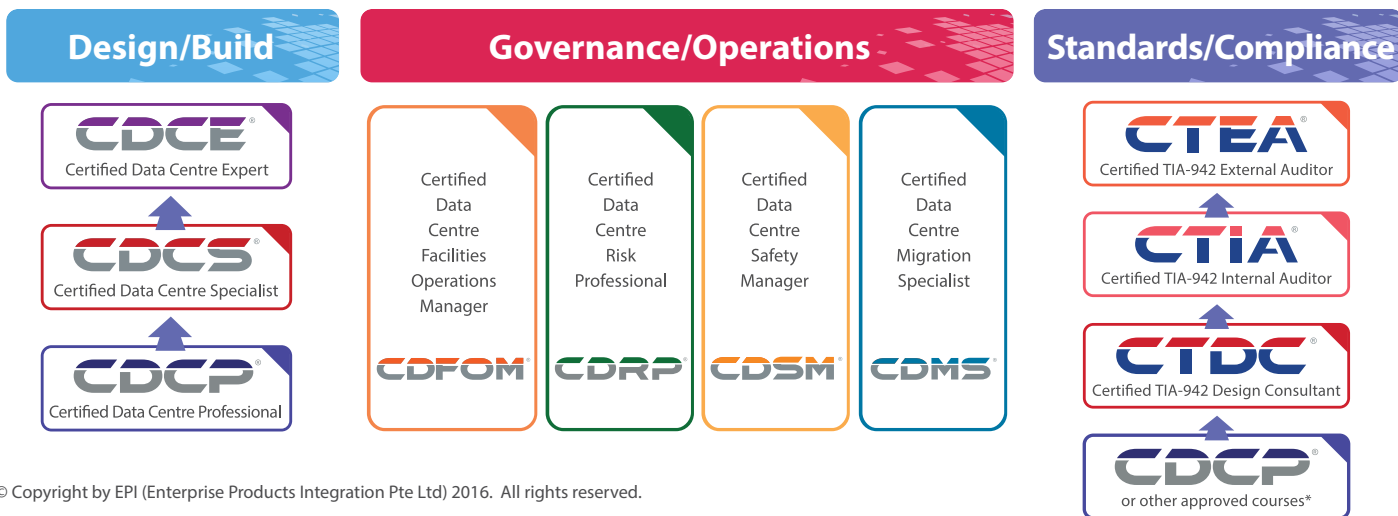 Design/Build
CDCE®
Certified Data Centre Expert
CDCS®
Certified Data Centre Specialist
CDCP®
Certified Data Centre Professional
Governance/Operations
Certified
Data
Centre
Facilities
Operations
Manager
CDFOM®
Certified
Data
Centre
Risk
Professional
CDRP®
Certified
Data
Centre
Safety
Manager
CDSM®
Certified
Data
Centre
Migration
Specialist
CDMS®
Standards/Compliance
CTEA®
Certified TIA-942 External Auditor
CTIA®
Certified TIA-942 Internal Auditor
CTDC®
Certified TIA-942 Design Consultant
CDCP®
or other approved courses*
© Copyright by EPI (Enterprise Products Integration Pte Ltd) 2016. All rights reserved.